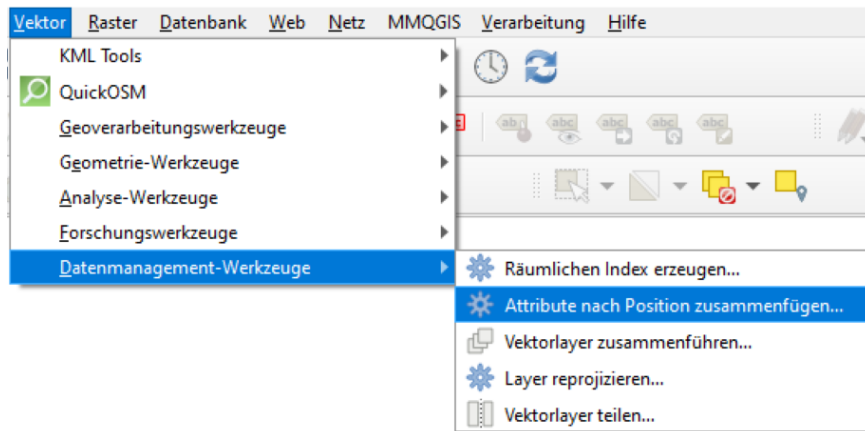 Vektor Raster Datenbank Web Netz MMQGIS Verarbeitung Hilfe
KML Tools
QuickOSM
Geoverarbeitungswerkzeuge
Geometrie-Werkzeuge
Analyse-Werkzeuge
Forschungswerkzeuge
Datenmanagement-Werkzeuge
Räumlichen Index erzeugen...
Attribute nach Position zusammenfügen...
Vektorlayer zusammenführen...
Layer reprojizieren...
Vektorlayer teilen...